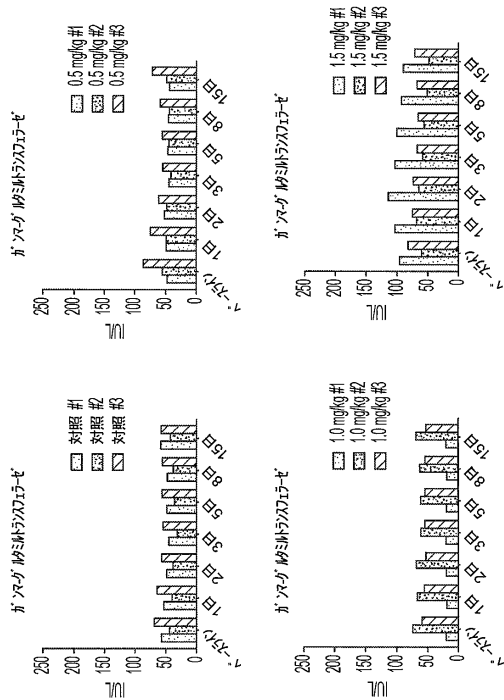 ガンマーグルタミルトランスフェラーゼ
対照 #1
対照 #2
対照 #3
IU/L
250
200
150
100
50
0
ベースライン
1日
2日
3日
5日
8日
15日
ガンマーグルタミルトランスフェラーゼ
0.5 mg/kg #1
0.5 mg/kg #2
0.5 mg/kg #3
IU/L
250
200
150
100
50
0
ベースライン
1日
2日
3日
5日
8日
15日
ガンマーグルタミルトランスフェラーゼ
1.0 mg/kg #1
1.0 mg/kg #2
1.0 mg/kg #3
IU/L
250
200
150
100
50
0
ベースライン
1日
2日
3日
5日
8日
15日
ガンマーグルタミルトランスフェラーゼ
1.5 mg/kg #1
1.5 mg/kg #2
1.5 mg/kg #3
IU/L
250
200
150
100
50
0
ベースライン
1日
2日
3日
5日
8日
15日